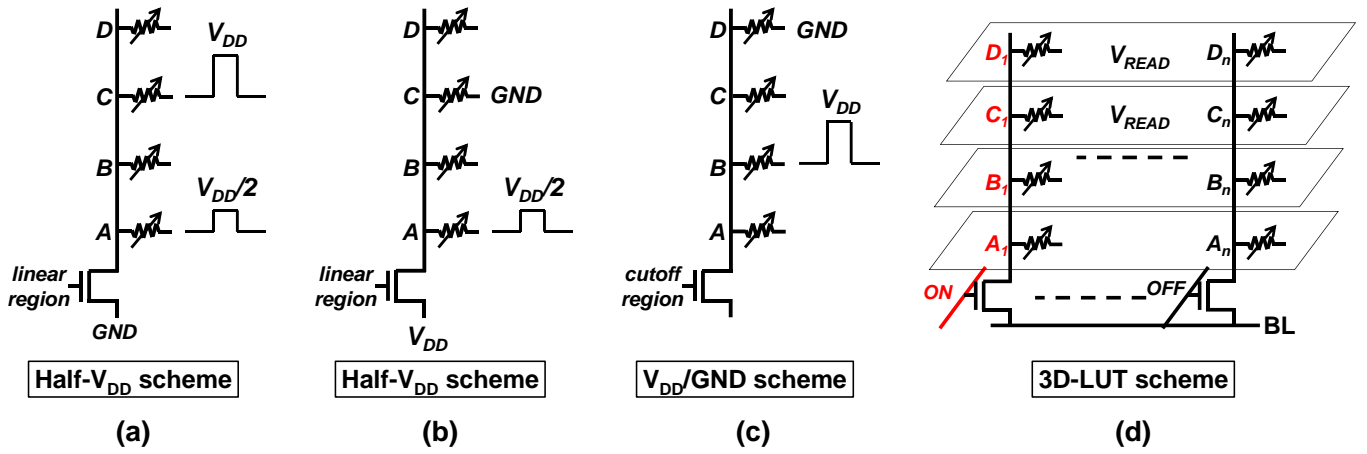 D
V_DD
C
B
V_DD/2
A
linear
region
GND
Half-V_DD scheme
(a)
D
C GND
B
V_DD/2
A
linear
region
V_DD
Half-V_DD scheme
(b)
D GND
C
V_DD
B
A
cutoff
region
V_DD/GND scheme
(c)
D_1 V_READ D_n
C_1 V_READ C_n
B_1 B_n
A_1 A_n
ON OFF
BL
3D-LUT scheme
(d)